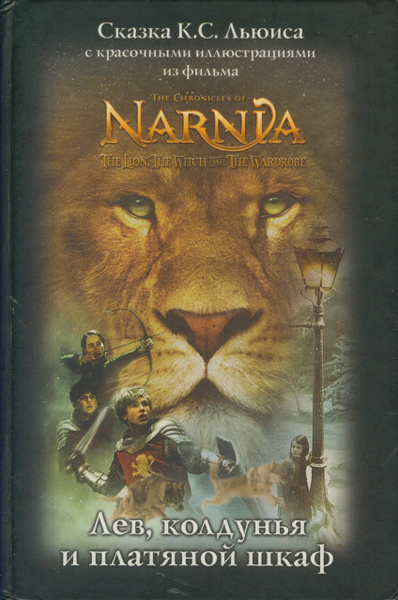 Сказка К.С. Льюиса
с красочными иллюстрациями
из фильма
THE CHRONICLES OF
NARNIA
THE LION, THE WITCH AND THE WARDROBE
Лев, колдунья
и платяной шкаф